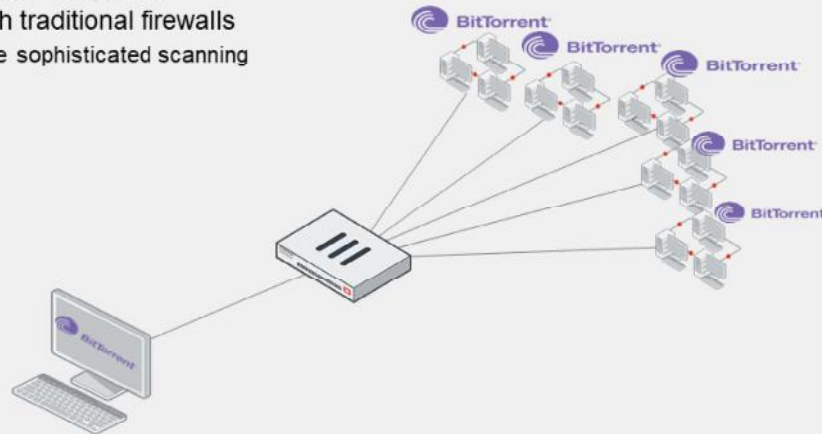 h traditional firewalls
e sophisticated scanning
BitTorrent
BitTorrent
BitTorrent
BitTorrent
BitTorrent
BitTorrent